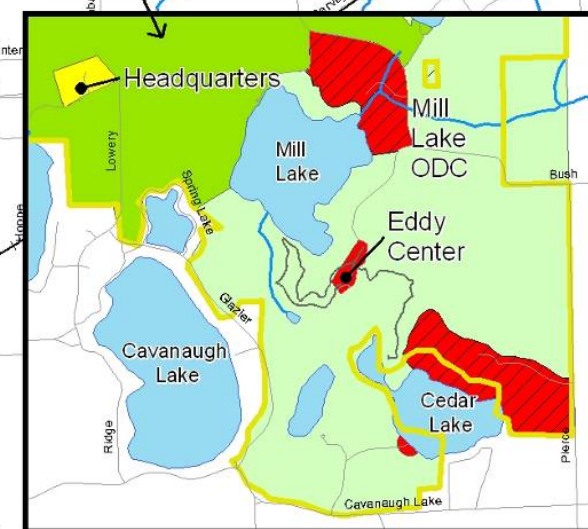 Headquarters
Lowery
Mill
Lake
Mill
Lake
ODC
Spring Lake
Bush
Eddy
Center
Glazier
Cavanaugh
Lake
Cedar
Lake
Ridge
Pierce
Cavanaugh Lake